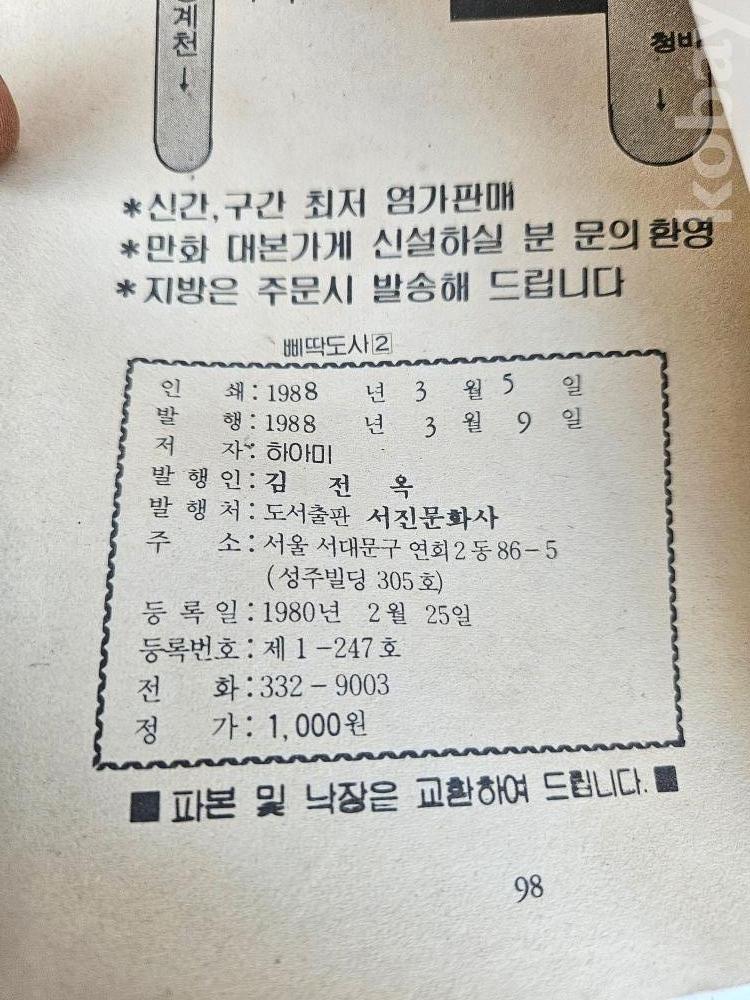 계천
↓
청바
↓
kobay
*신간,구간 최저 염가판매
*만화 대본가게 신설하실 분 문의 환영
*지방은 주문시 발송해 드립니다
삐딱도사2
인 쇄:1988 년 3 월 5 일
발 행:1988 년 3 월 9 일
저 자:하아미
발행인:김 전 옥
발행처:도서출판 서진문화사
주 소:서울 서대문구 연희2동86-5
(성주빌딩 305호)
등록일:1980년 2월 25일
등록번호:제1-247호
전 화:332-9003
정 가:1,000원
■파본 및 낙장은 교환하여 드립니다.■
98